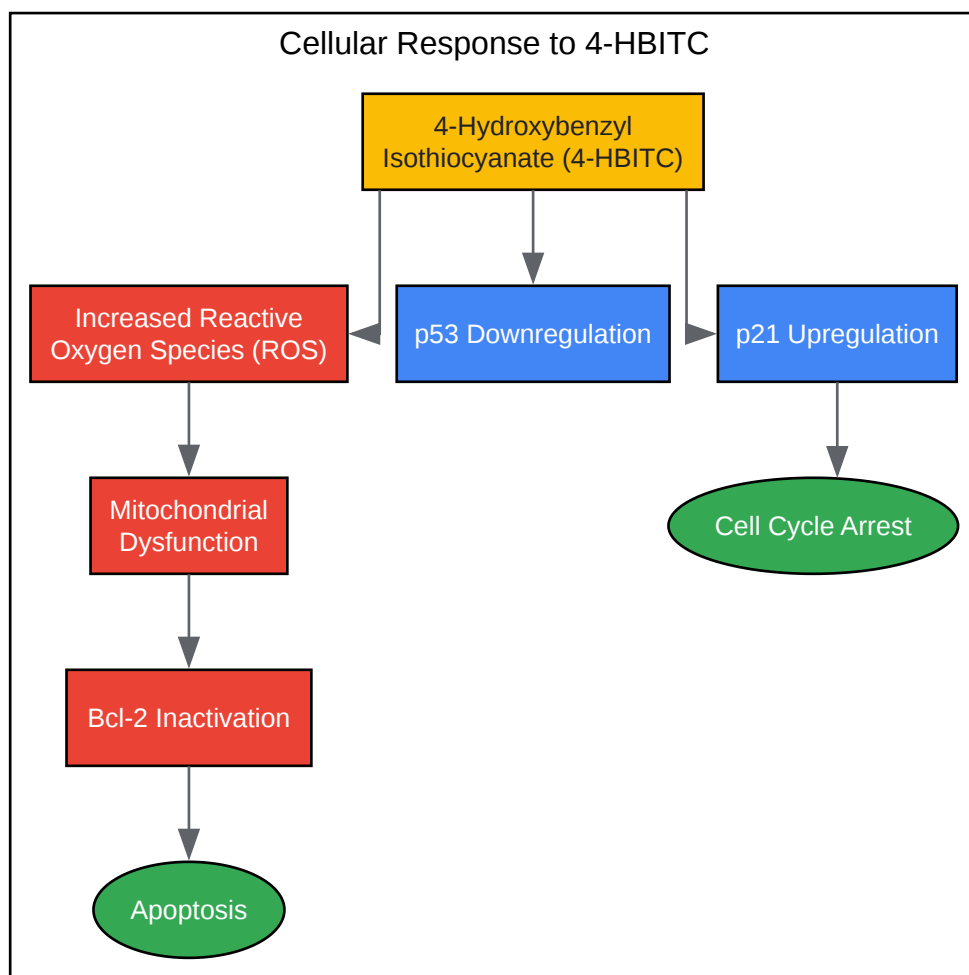 Cellular Response to 4-HBITC
4-Hydroxybenzyl
Isothiocyanate (4-HBITC)
Increased Reactive
Oxygen Species (ROS)
p53 Downregulation
p21 Upregulation
Mitochondrial
Dysfunction
Cell Cycle Arrest
Bcl-2 Inactivation
Apoptosis